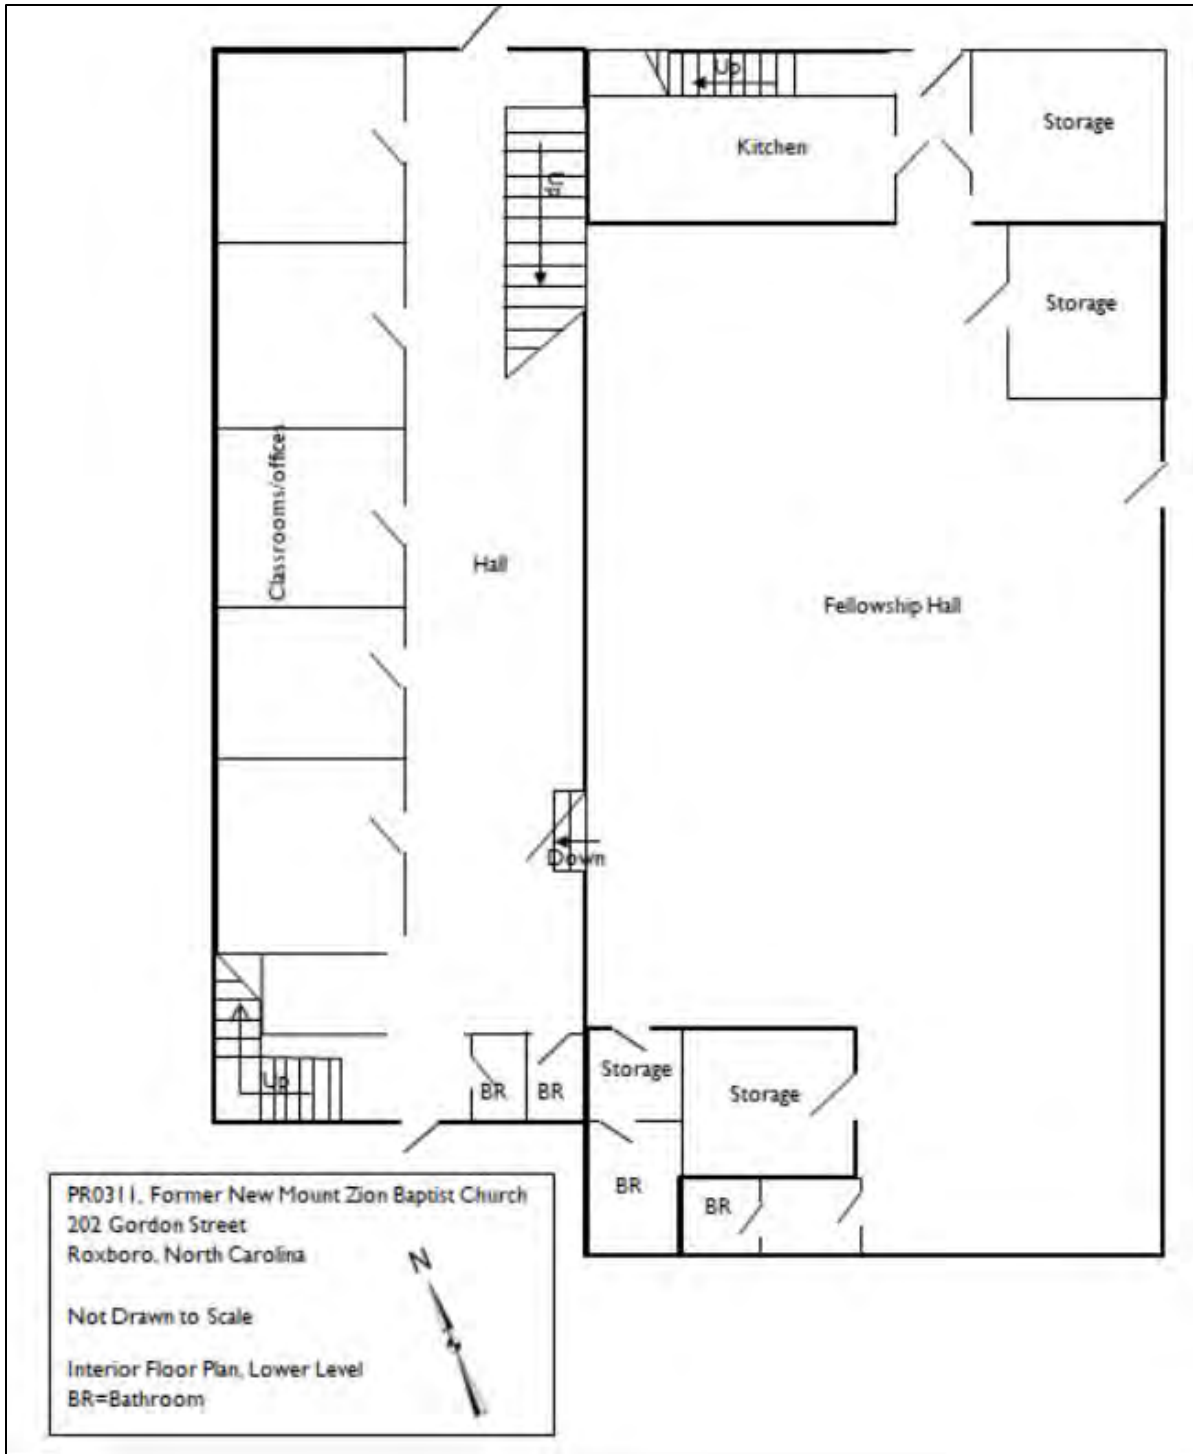 Up
Storage
Kitchen
Up
Storage
Classrooms/offices
Hall
Fellowship Hall
Down
Storage
Storage
Up
BR
BR
BR
BR
PR0311, Former New Mount Zion Baptist Church
202 Gordon Street
Roxboro, North Carolina
N
Not Drawn to Scale
Interior Floor Plan, Lower Level
BR=Bathroom